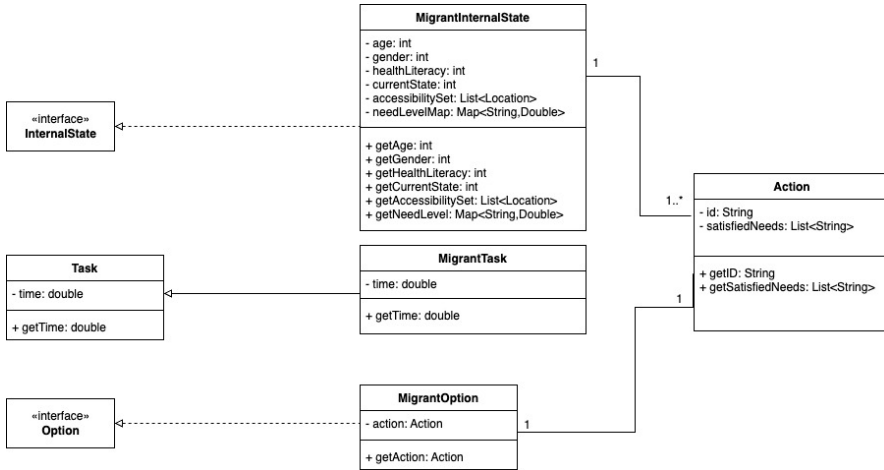 MigrantInternalState
- age: int
- gender: int
- healthLiteracy: int
- currentState: int
- accessibilitySet: List<Location>
- needLevelMap: Map<String,Double>
+ getAge: int
+ getGender: int
+ getHealthLiteracy: int
+ getCurrentState: int
+ getAccessibilitySet: List<Location>
+ getNeedLevel: Map<String,Double>
«interface»
InternalState
1
1..*
Action
- id: String
- satisfiedNeeds: List<String>
+ getID: String
+ getSatisfiedNeeds: List<String>
Task
- time: double
+ getTime: double
MigrantTask
- time: double
+ getTime: double
1
«interface»
Option
MigrantOption
- action: Action
+ getAction: Action
1